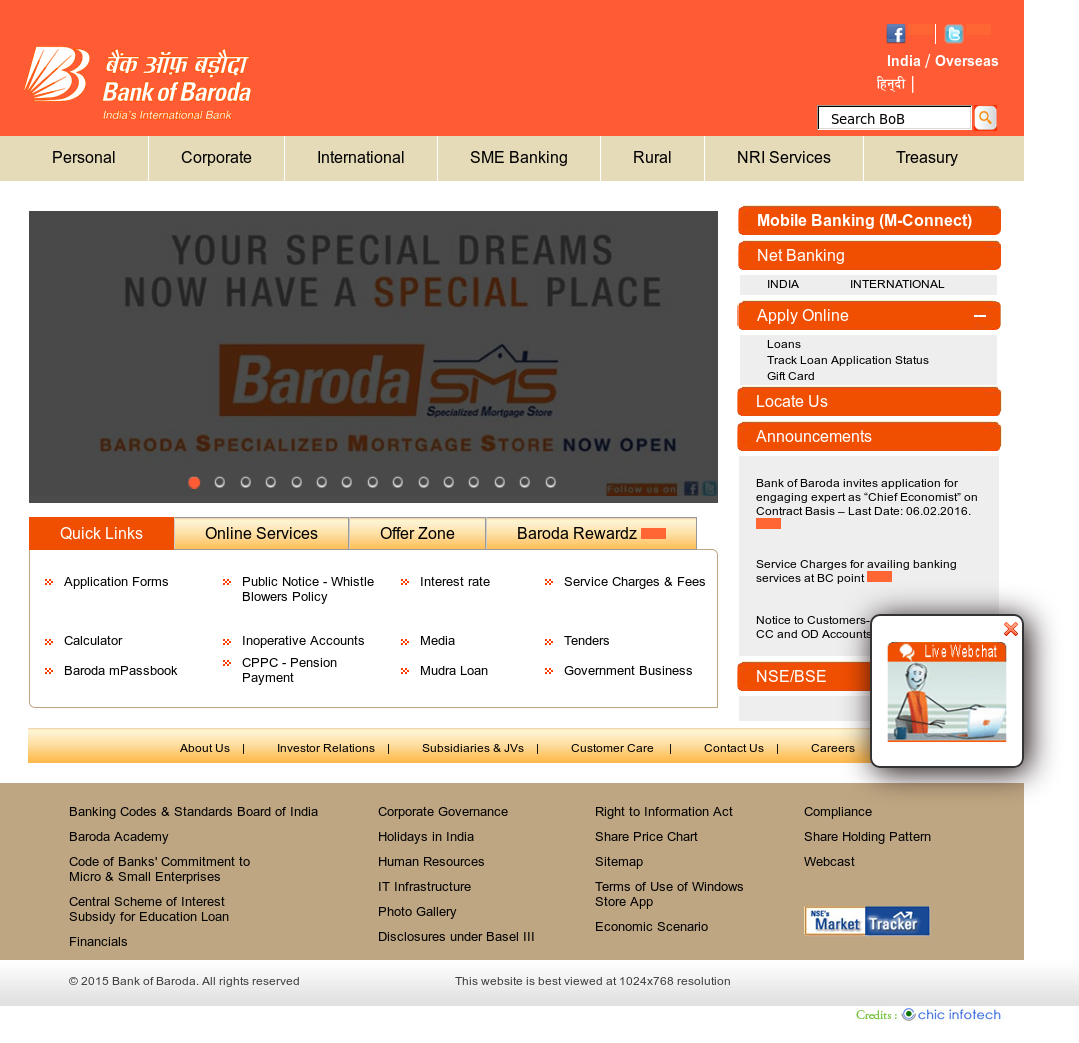 बैंक ऑफ़ बड़ौदा
Bank of Baroda
India's International Bank
India / Overseas
हिन्दी |
Search BoB
Personal
Corporate
International
SME Banking
Rural
NRI Services
Treasury
YOUR SPECIAL DREAMS
NOW HAVE A SPECIAL PLACE
Baroda SMS
Specialized Mortgage Store
BARODA SPECIALIZED MORTGAGE STORE NOW OPEN
Follow us on
Mobile Banking (M-Connect)
Net Banking
INDIA INTERNATIONAL
Apply Online
Loans
Track Loan Application Status
Gift Card
Locate Us
Announcements
Bank of Baroda invites application for
engaging expert as “Chief Economist” on
Contract Basis – Last Date: 06.02.2016.
Service Charges for availing banking
services at BC point
Notice to Customers-
CC and OD Accounts
NSE/BSE
Live Webchat
Quick Links
Online Services
Offer Zone
Baroda Rewardz
Application Forms
Public Notice - Whistle
Blowers Policy
Interest rate
Service Charges & Fees
Calculator
Inoperative Accounts
Media
Tenders
Baroda mPassbook
CPPC - Pension
Payment
Mudra Loan
Government Business
About Us | Investor Relations | Subsidiaries & JVs | Customer Care | Contact Us | Careers
Banking Codes & Standards Board of India
Baroda Academy
Code of Banks' Commitment to
Micro & Small Enterprises
Central Scheme of Interest
Subsidy for Education Loan
Financials
Corporate Governance
Holidays in India
Human Resources
IT Infrastructure
Photo Gallery
Disclosures under Basel III
Right to Information Act
Share Price Chart
Sitemap
Terms of Use of Windows
Store App
Economic Scenario
Compliance
Share Holding Pattern
Webcast
NSE's
Market Tracker
© 2015 Bank of Baroda. All rights reserved
This website is best viewed at 1024x768 resolution
Credits : chic infotech